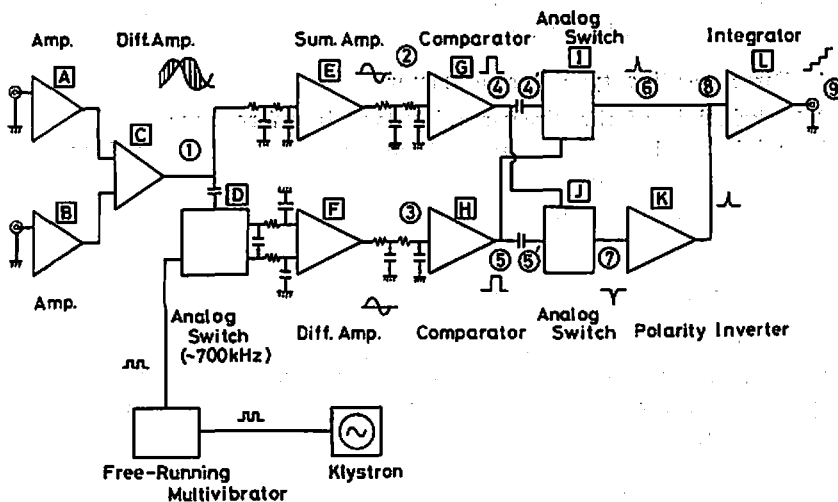 Amp.
Diff.Amp.
Sum. Amp.
②
Comparator
Analog
Switch
Integrator
A
E
G
④
④'
I
⑥
⑧
L
⑨
C
①
B
D
F
③
H
⑤
⑤'
J
⑦
K
Amp.
Analog
Switch
(~700kHz)
Diff. Amp.
Comparator
Analog
Switch
Polarity Inverter
Free-Running
Multivibrator
Klystron